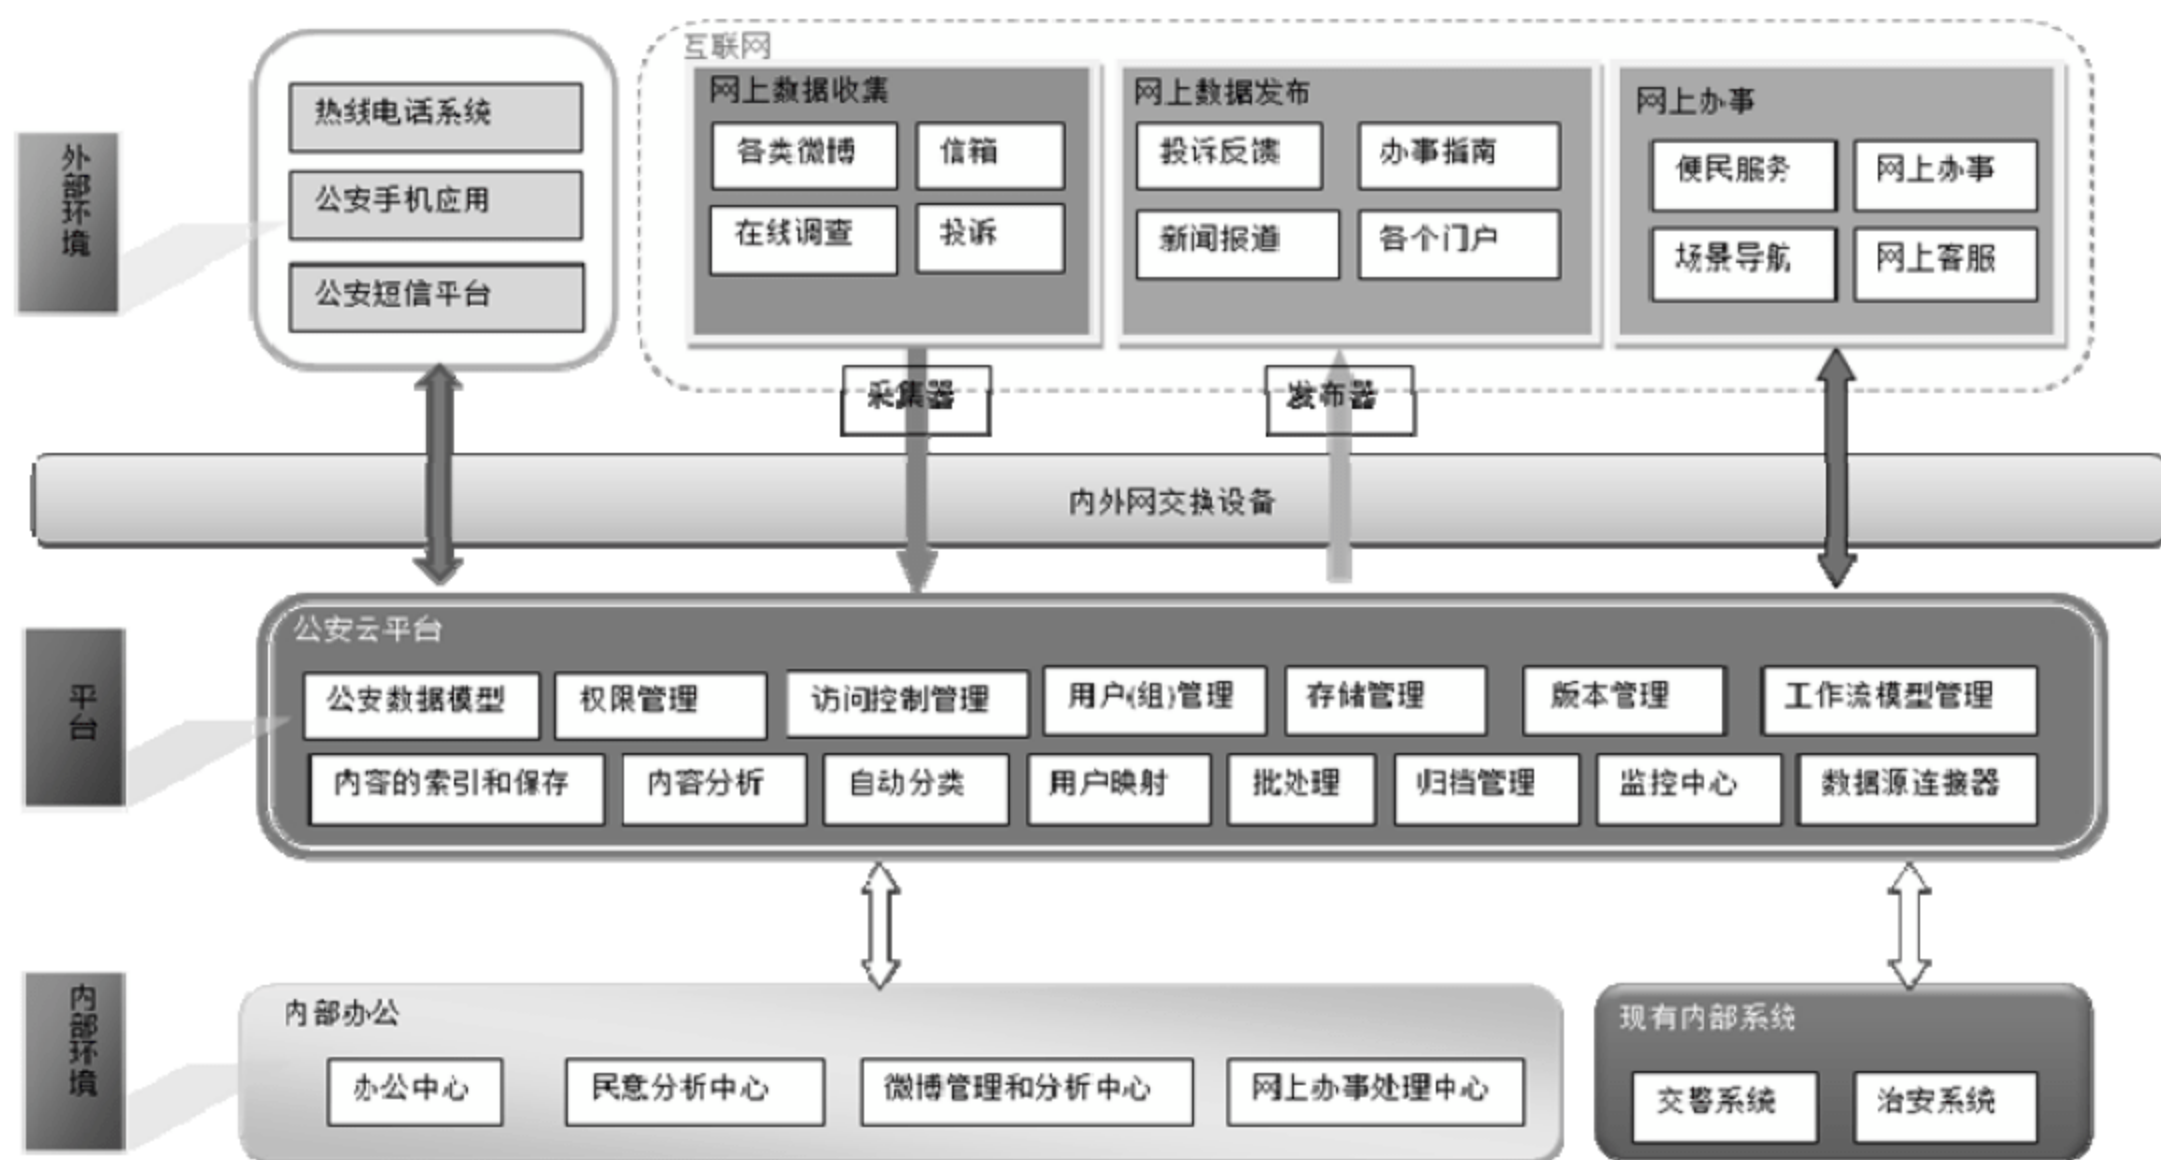 互联网
外部环境
热线电话系统
公安手机应用
公安短信平台
网上数据收集
各类微博
信箱
在线调查
投诉
网上数据发布
投诉反馈
办事指南
新闻报道
各个门户
网上办事
便民服务
网上办事
场景导航
网上客服
采集器
发布器
内外网交换设备
平台
公安云平台
公安数据模型
权限管理
访问控制管理
用户(组)管理
存储管理
版本管理
工作流模型管理
内容的索引和保存
内容分析
自动分类
用户映射
批处理
归挡管理
监控中心
数据源连接器
内部环境
内部办公
办公中心
民意分析中心
微博管理和分析中心
网上办事处理中心
现有内部系统
交警系统
治安系统